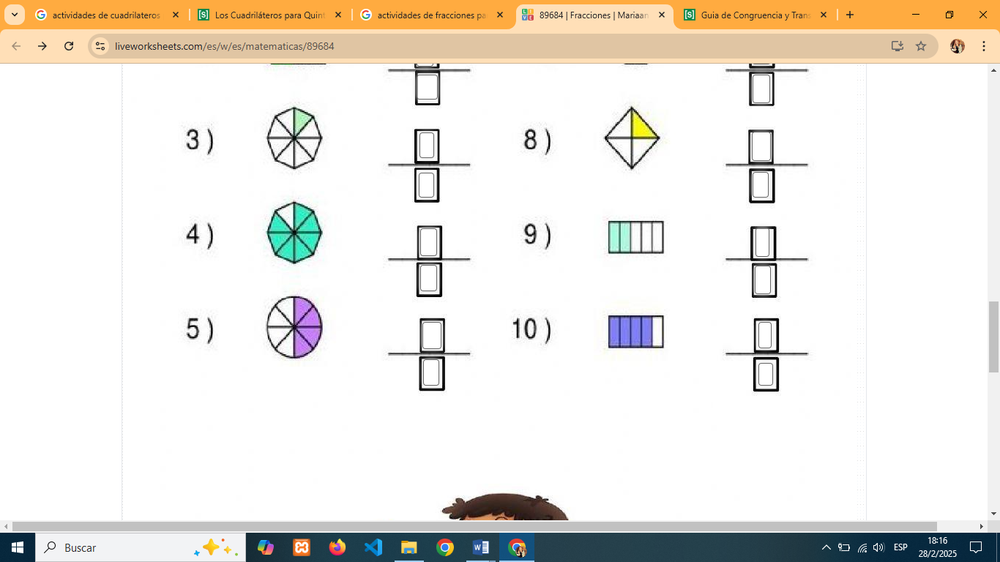 actividades de cuadrilateros
Los Cuadriláteros para Quint
actividades de fracciones pa
89684 | Fracciones | Mariaan
Guia de Congruencia y Trans
liveworksheets.com/es/w/es/matematicas/89684
3 )
8 )
4 )
9 )
5 )
10 )
Buscar
ESP
18:16
28/2/2025